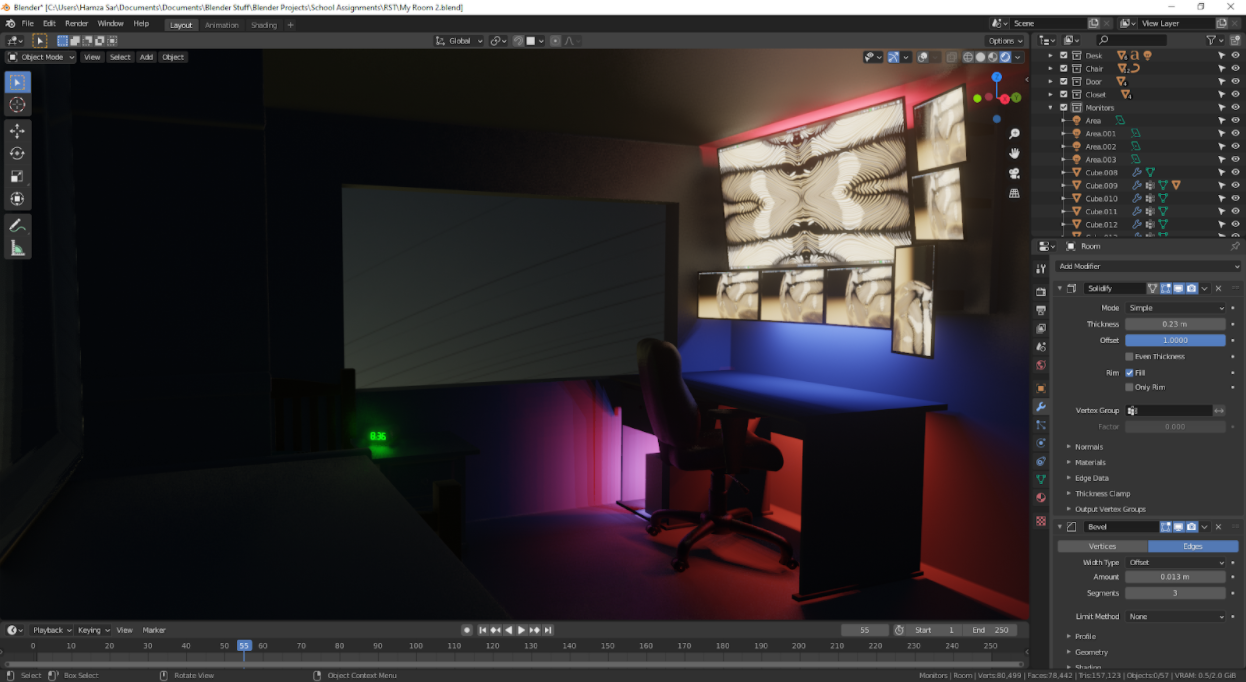 Blender* [C:\Users\Hamza Sar\Documents\Documents\Blender Stuff\Blender Projects\School Assignments\RST\My Room 2.blend]
File Edit Render Window Help Layout Animation Shading + Scene View Layer
Global Options
Object Mode View Select Add Object
Desk
Chair
Door
Closet
Monitors
Area
Area.001
Area.002
Area.003
Cube.008
Cube.009
Cube.010
Cube.011
Cube.012
Room
Add Modifier
Solidify
Mode Simple
Thickness 0.23 m
Offset 1.0000
Even Thickness
Rim Fill
Only Rim
Vertex Group
Factor 0.000
Normals
Materials
Edge Data
Thickness Clamp
Output Vertex Groups
Bevel
Vertices Edges
Width Type Offset
Amount 0.013 m
Segments 3
Limit Method None
Profile
Geometry
Shading
8:36
Playback Keying View Marker 55 Start 1 End 250
0 10 20 30 40 50 55 60 70 80 90 100 110 120 130 140 150 160 170 180 190 200 210 220 230 240 250
Select Box Select Rotate View Object Context Menu Monitors | Room | Verts:80,499 | Faces:78,442 | Tris:157,123 | Objects:0/57 | VRAM: 0.5/2.0 GiB